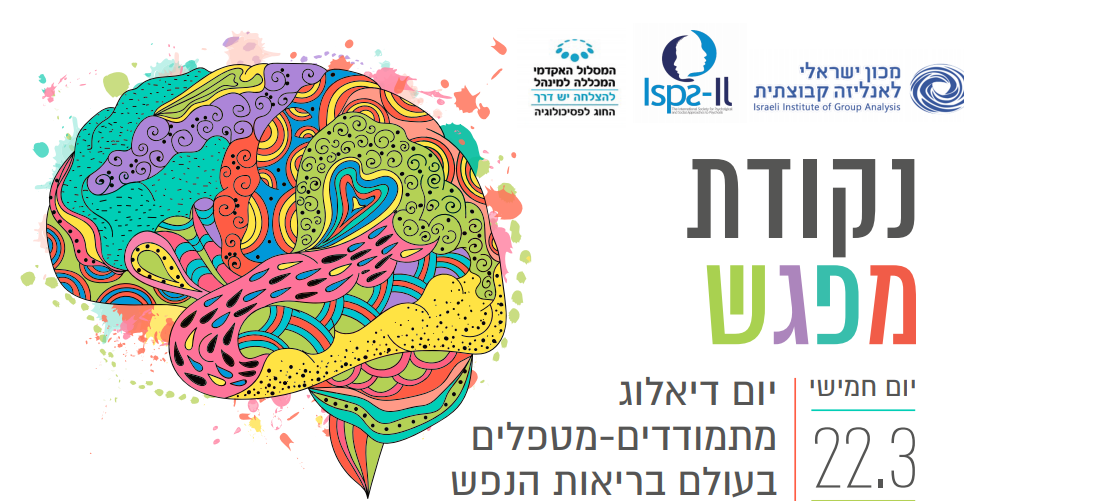 המסלול האקדמי
המכללה למינהל
להצלחה יש דרך
החוג לפסיכולוגיה
Isps-IL
מכון ישראלי
לאנליזה קבוצתית
Israeli Institute of Group Analysis
נקודת
מפגש
יום חמישי
22.3
יום דיאלוג
מתמודדים-מטפלים
בעולם בריאות הנפש